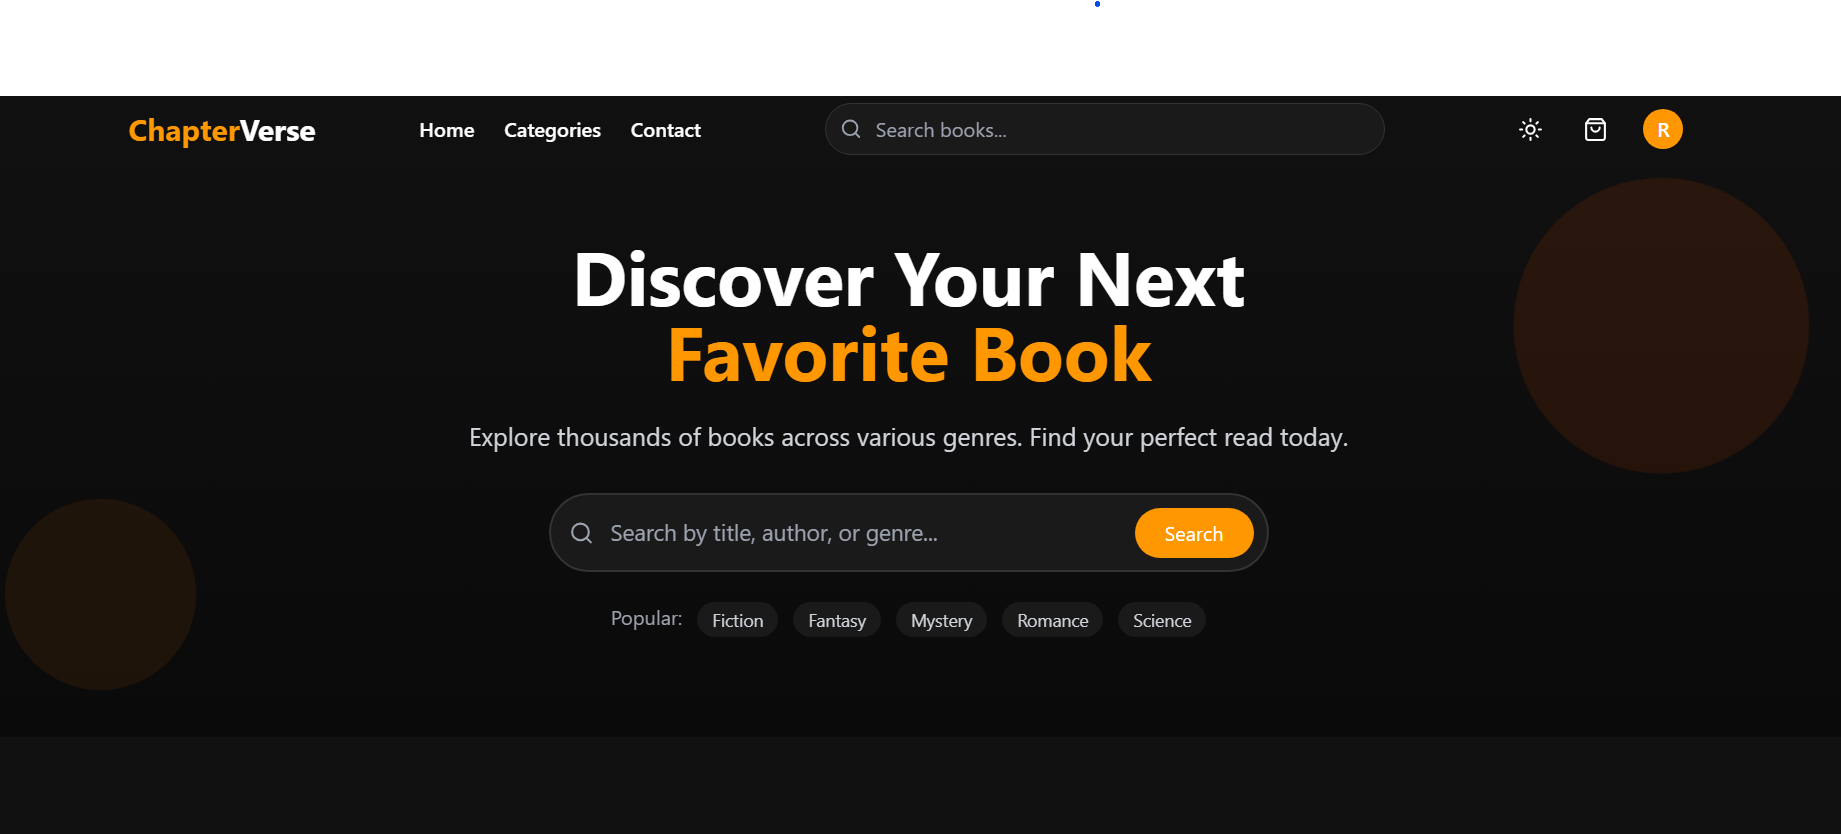 ChapterVerse
Home Categories Contact
Search books...
R
Discover Your Next
Favorite Book
Explore thousands of books across various genres. Find your perfect read today.
Search by title, author, or genre...
Search
Popular: Fiction Fantasy Mystery Romance Science